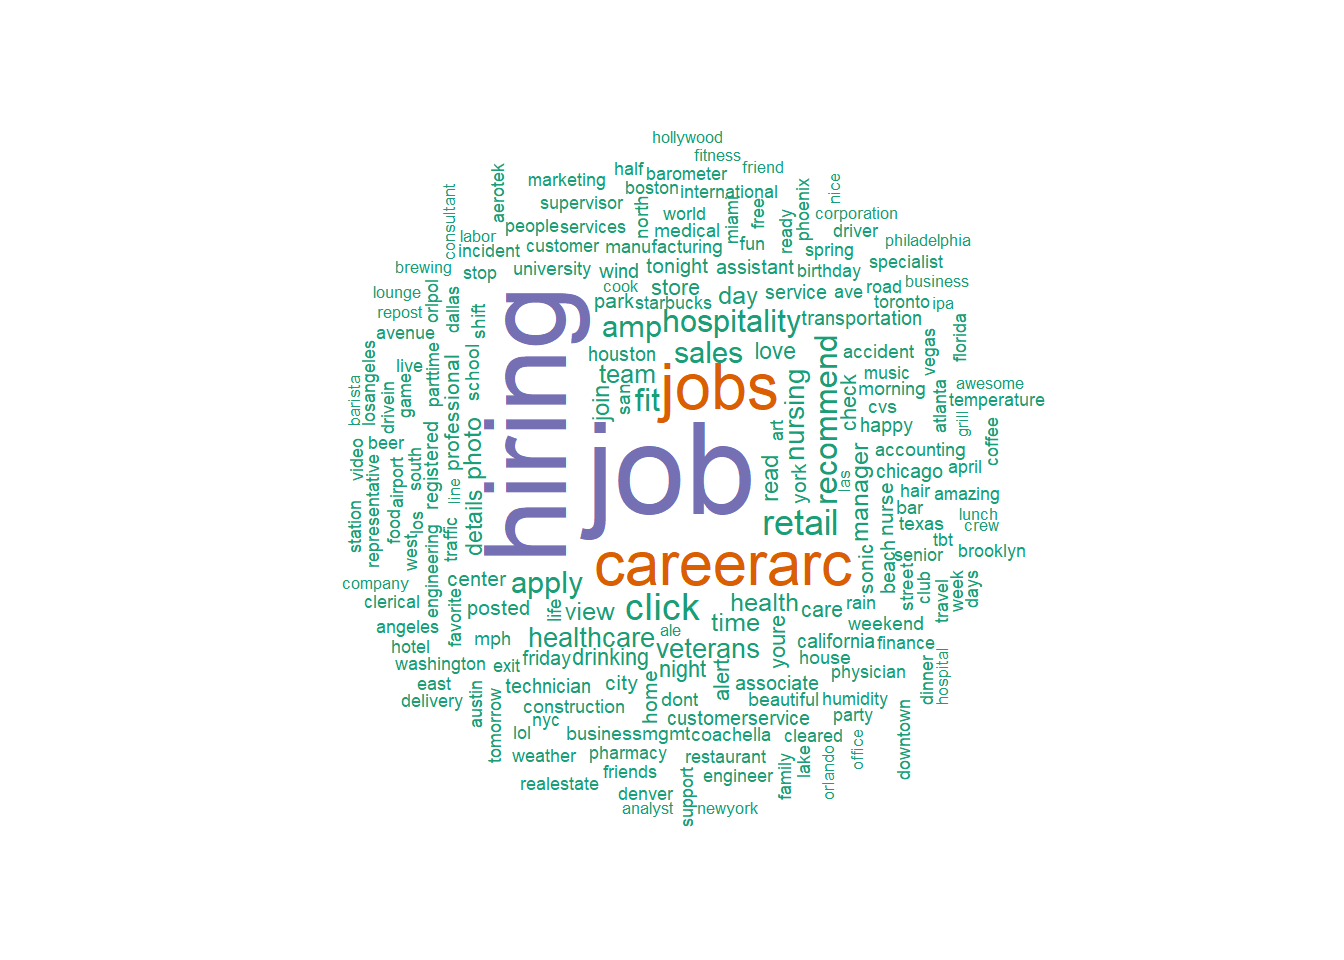 hollywood
fitness
half
barometer
friend
marketing
boston
international
aerotek
consultant
supervisor
north
world
miami
free
phoenix
nice
corporation
labor
people
services
medical
ready
driver
incident
customer
manufacturing
fun
spring
philadelphia
brewing
stop
university
wind
tonight
assistant
birthday
specialist
lounge
orlpol
dallas
shift
cook
park
starbucks
store
day
service
ave
road
business
repost
toronto
ipa
avenue
hiring
amp
hospitality
transportation
florida
losangeles
live
parttime
professional
school
houston
sales
love
accident
vegas
barista
drivein
game
team
jobs
recommend
music
awesome
join
san
fit
nursing
check
morning
atlanta
temperature
cvs
grill
video
beer
registered
photo
job
art
happy
coffee
station
representative
food
airport
south
line
details
read
york
las
manager
accounting
chicago
april
west
los
traffic
hair
amazing
retail
nurse
bar
lunch
texas
crew
tbt
engineering
careerarc
sonic
beach
senior
brooklyn
company
center
apply
street
club
travel
week
days
clerical
favorite
posted
life
view
click
health
care
rain
angeles
mph
healthcare
ale
time
youre
weekend
hotel
veterans
california
finance
washington
exit
friday
drinking
night
alert
house
physician
east
technician
city
home
dont
associate
dinner
hospital
delivery
austin
construction
beautiful
humidity
tomorrow
nyc
customerservice
party
downtown
lol
businessmgmt
coachella
cleared
weather
pharmacy
restaurant
lake
office
friends
engineer
family
orlando
realestate
denver
support
analyst
newyork